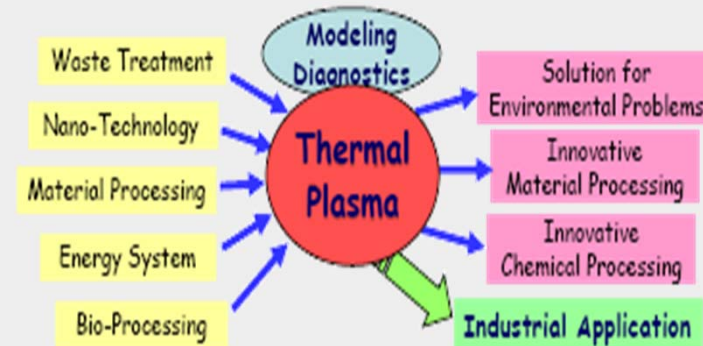 Modeling
Diagnostics
Thermal
Plasma
Waste Treatment
Nano-Technology
Material Processing
Energy System
Bio-Processing
Solution for
Environmental Problems
Innovative
Material Processing
Innovative
Chemical Processing
Industrial Application